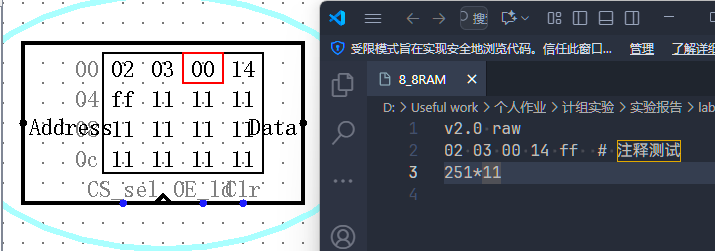 00 02 03 00 14
04 ff 11 11 11
Address 08 11 11 11 11 Data
0c 11 11 11 11
CS sel OE ld Clr
搜
受限模式旨在实现安全地浏览代码。信任此窗口... 管理 了解详细
8_8RAM
D: > Useful work > 个人作业 > 计组实验 > 实验报告 > lab
1 v2.0 raw
2 02 03 00 14 ff # 注释测试
3 251*11
4